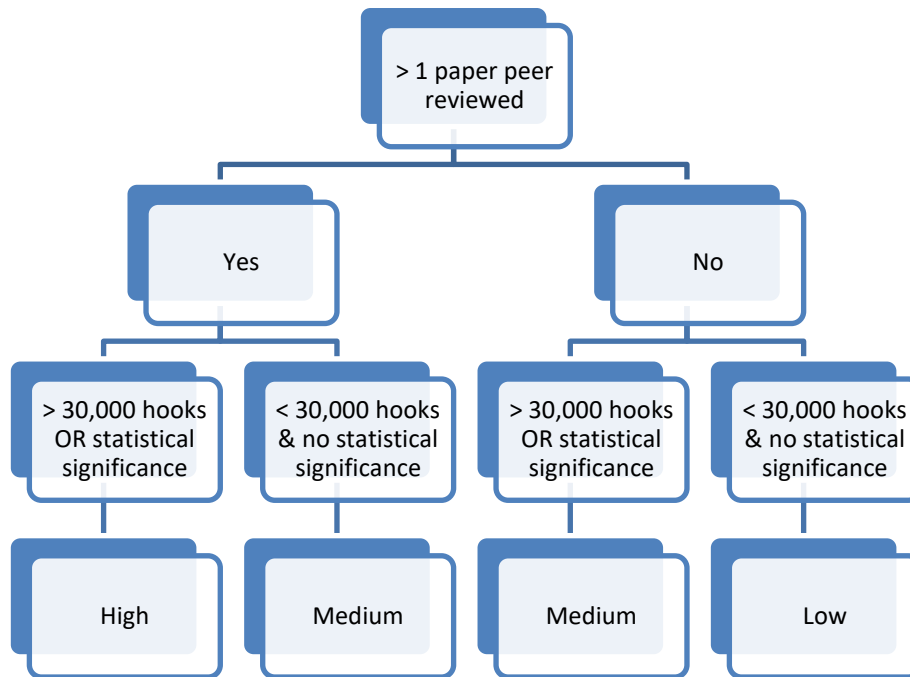 > 1 paper peer
reviewed
Yes
No
> 30,000 hooks
OR statistical
significance
< 30,000 hooks
& no statistical
significance
> 30,000 hooks
OR statistical
significance
< 30,000 hooks
& no statistical
significance
High
Medium
Medium
Low